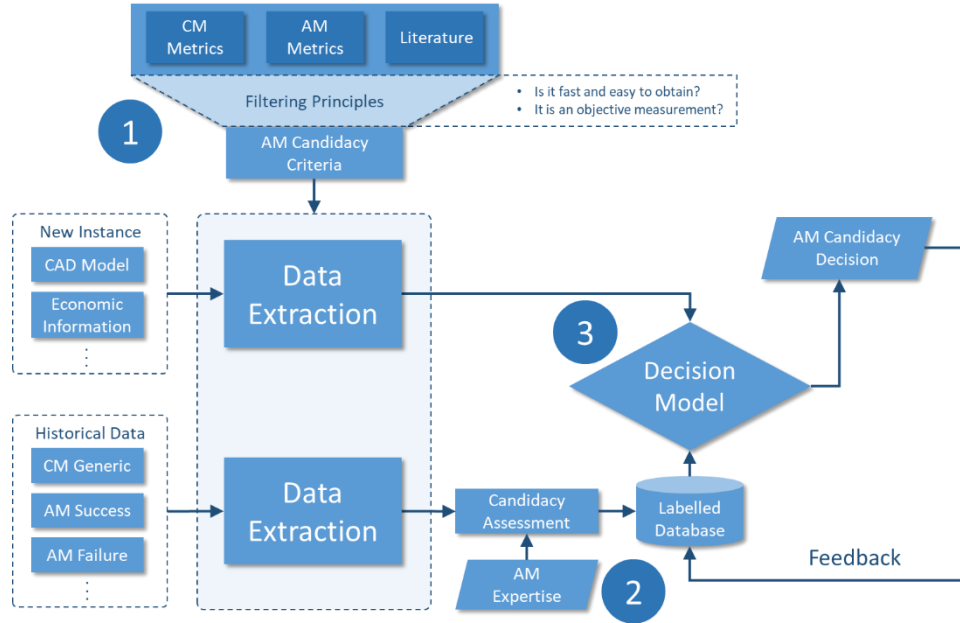 CM
Metrics
AM
Metrics
Literature
Filtering Principles
• Is it fast and easy to obtain?
• It is an objective measurement?
1
AM Candidacy
Criteria
New Instance
CAD Model
Economic
Information
⋮
Data
Extraction
AM Candidacy
Decision
3
Decision
Model
Historical Data
CM Generic
AM Success
AM Failure
⋮
Data
Extraction
Candidacy
Assessment
Labelled
Database
AM
Expertise
2
Feedback